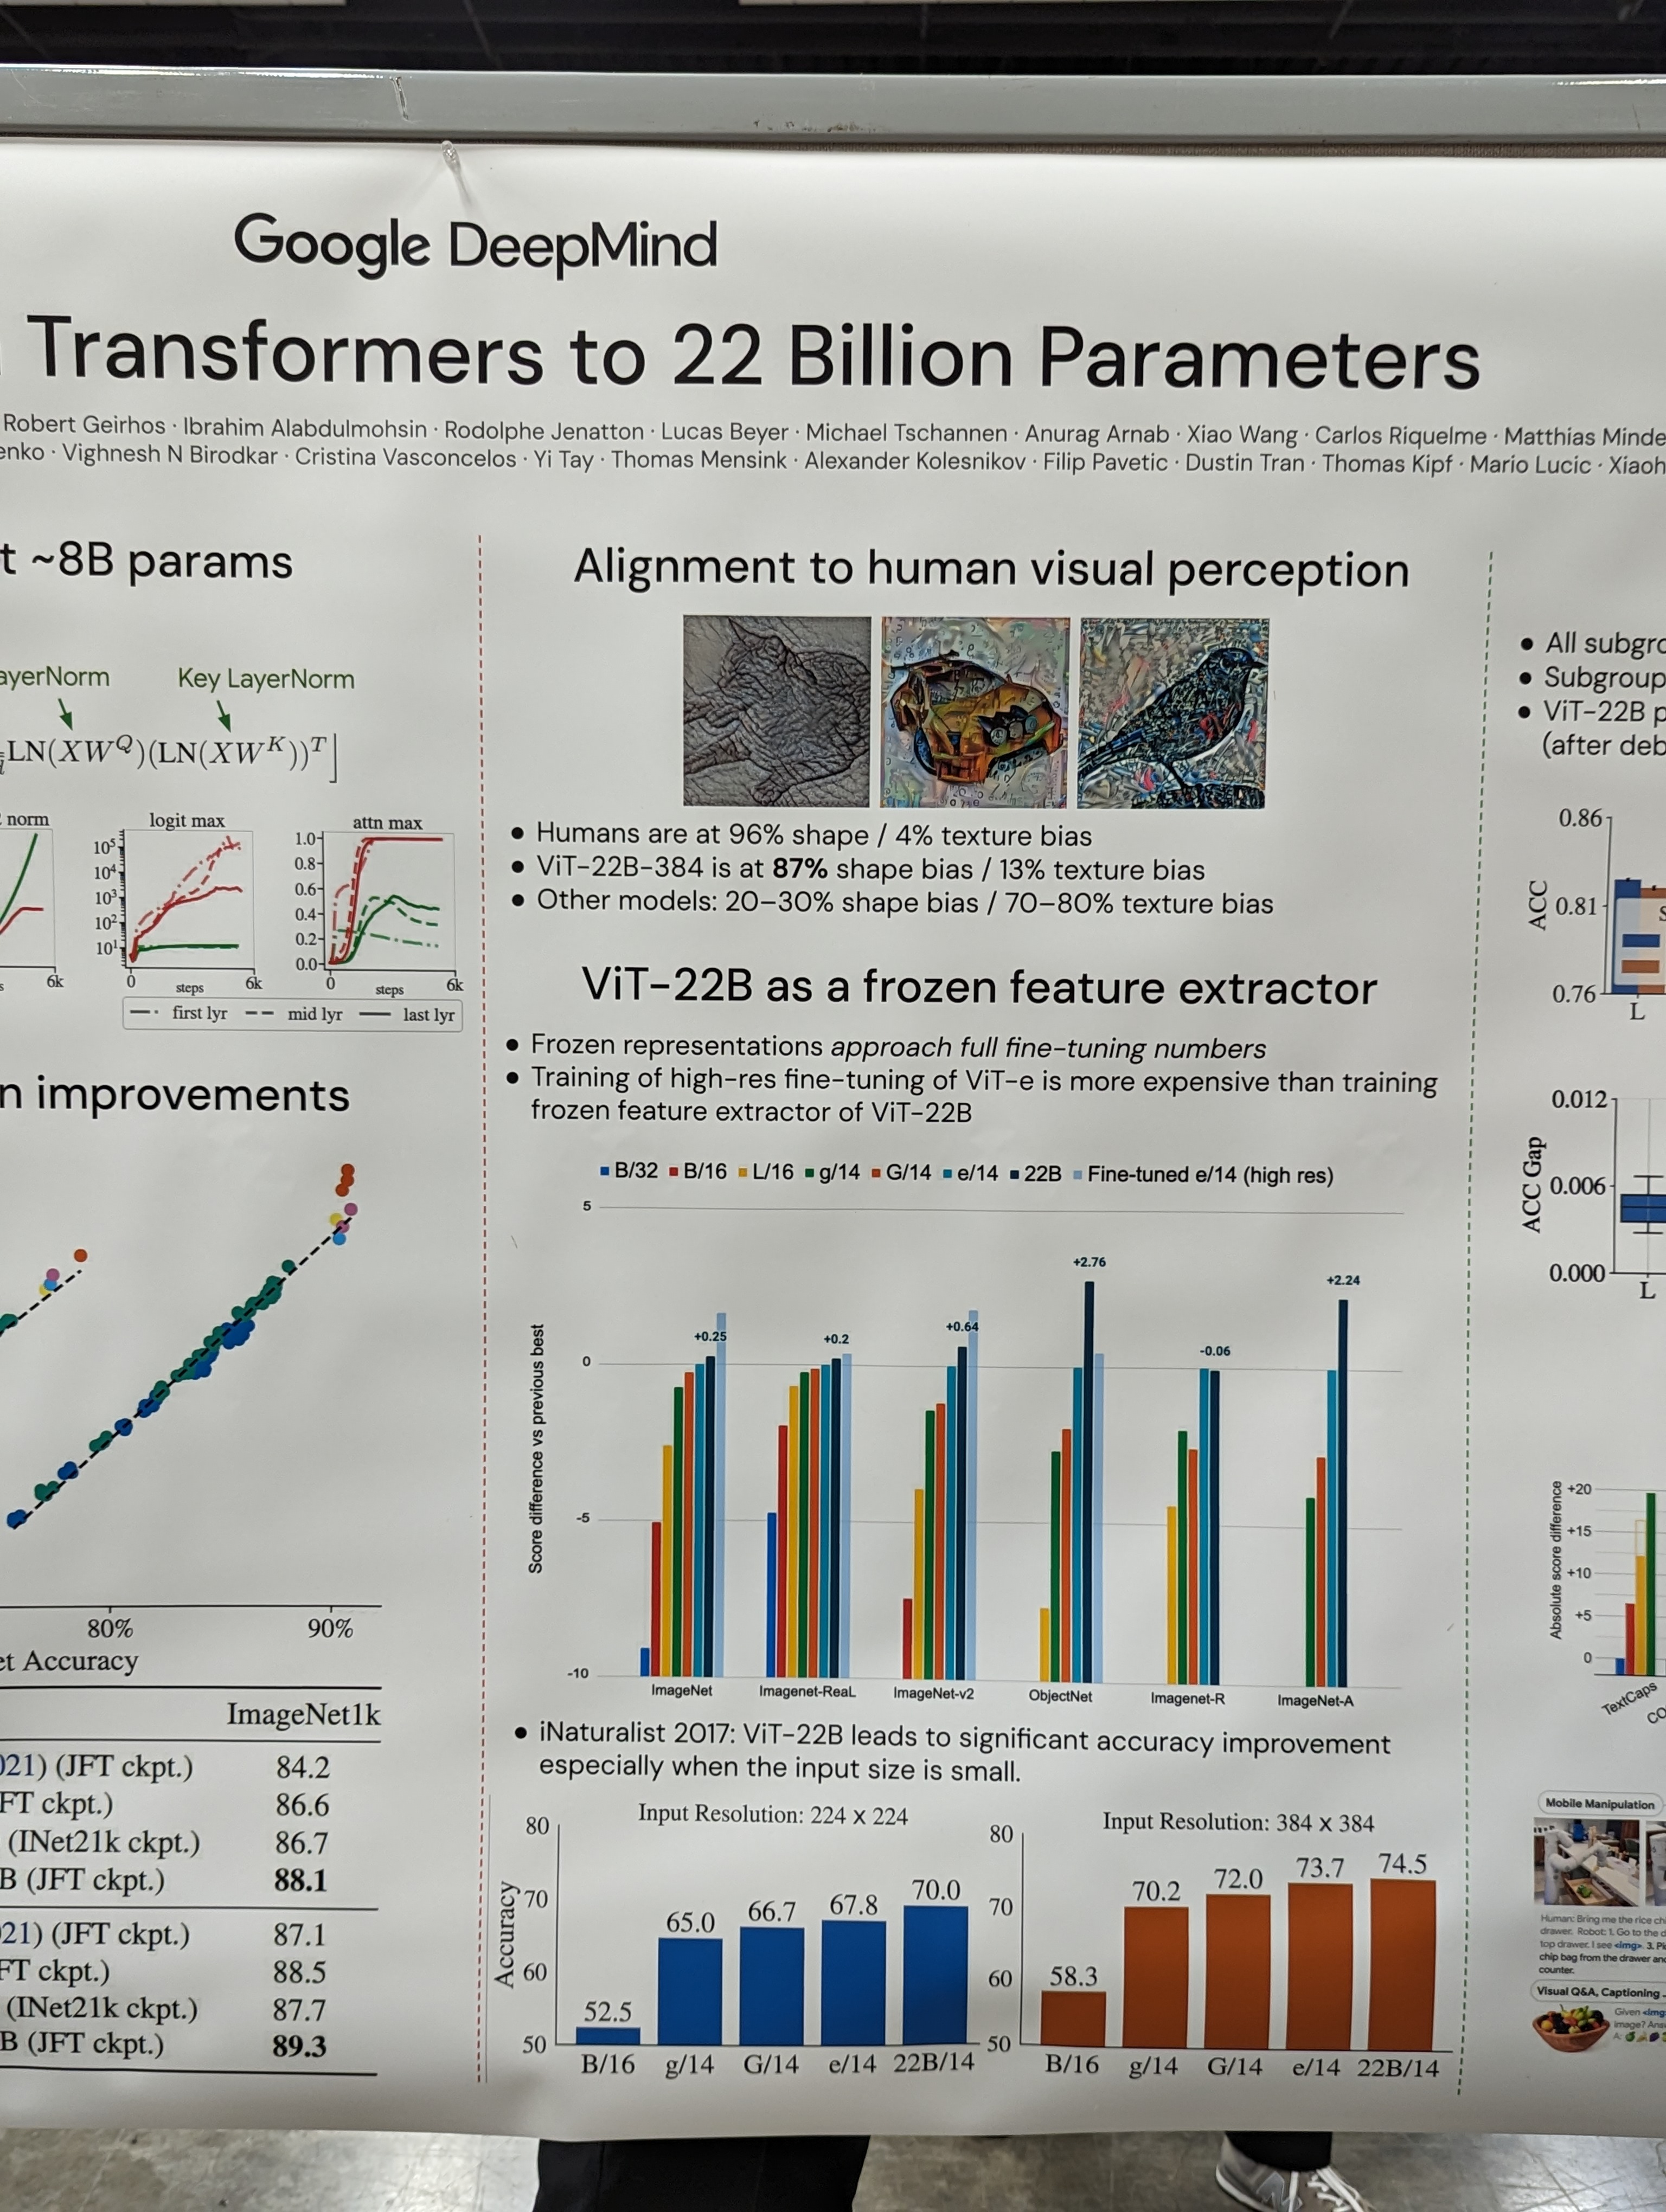 Google DeepMind
Transformers to 22 Billion Parameters
Robert Geirhos · Ibrahim Alabdulmohsin · Rodolphe Jenatton · Lucas Beyer · Michael Tschannen · Anurag Arnab · Xiao Wang · Carlos Riquelme · Matthias Minde
enko · Vighnesh N Birodkar · Cristina Vasconcelos · Yi Tay · Thomas Mensink · Alexander Kolesnikov · Filip Pavetic · Dustin Tran · Thomas Kipf · Mario Lucic · Xiaoh
t ~8B params
ayerNorm Key LayerNorm
LN(XW^Q)(LN(XW^K))^T]
norm
6k
logit max
10^5
10^4
10^3
10^2
10^1
0 steps 6k
attn max
1.0
0.8
0.6
0.4
0.2
0.0
0 steps 6k
first lyr mid lyr last lyr
n improvements
80% 90%
et Accuracy
ImageNet1k
021) (JFT ckpt.) 84.2
FT ckpt.) 86.6
(INet21k ckpt.) 86.7
B (JFT ckpt.) 88.1
021) (JFT ckpt.) 87.1
FT ckpt.) 88.5
(INet21k ckpt.) 87.7
B (JFT ckpt.) 89.3
Alignment to human visual perception
• Humans are at 96% shape / 4% texture bias
• ViT-22B-384 is at 87% shape bias / 13% texture bias
• Other models: 20-30% shape bias / 70-80% texture bias
ViT-22B as a frozen feature extractor
• Frozen representations approach full fine-tuning numbers
• Training of high-res fine-tuning of ViT-e is more expensive than training
frozen feature extractor of ViT-22B
B/32 B/16 L/16 g/14 G/14 e/14 22B Fine-tuned e/14 (high res)
Score difference vs previous best
5
0
-5
-10
+0.25 +0.2 +0.64 +2.76 -0.06 +2.24
ImageNet Imagenet-ReaL ImageNet-v2 ObjectNet Imagenet-R ImageNet-A
• iNaturalist 2017: ViT-22B leads to significant accuracy improvement
especially when the input size is small.
Input Resolution: 224 x 224
Accuracy
80
70
60
50
52.5 65.0 66.7 67.8 70.0
B/16 g/14 G/14 e/14 22B/14
Input Resolution: 384 x 384
80
70
60
50
58.3 70.2 72.0 73.7 74.5
B/16 g/14 G/14 e/14 22B/14
• All subgro
• Subgroup
• ViT-22B p
(after deb
ACC
0.86
0.81
0.76
S
L
ACC Gap
0.012
0.006
0.000
L
Absolute score difference
+20
+15
+10
+5
0
TextCaps
CO
Mobile Manipulation
Human: Bring me the rice chi
drawer. Robot: 1. Go to the d
top drawer. I see <img>. 3. Pi
chip bag from the drawer and
counter.
Visual Q&A, Captioning
Given <img
image? Ans
A: